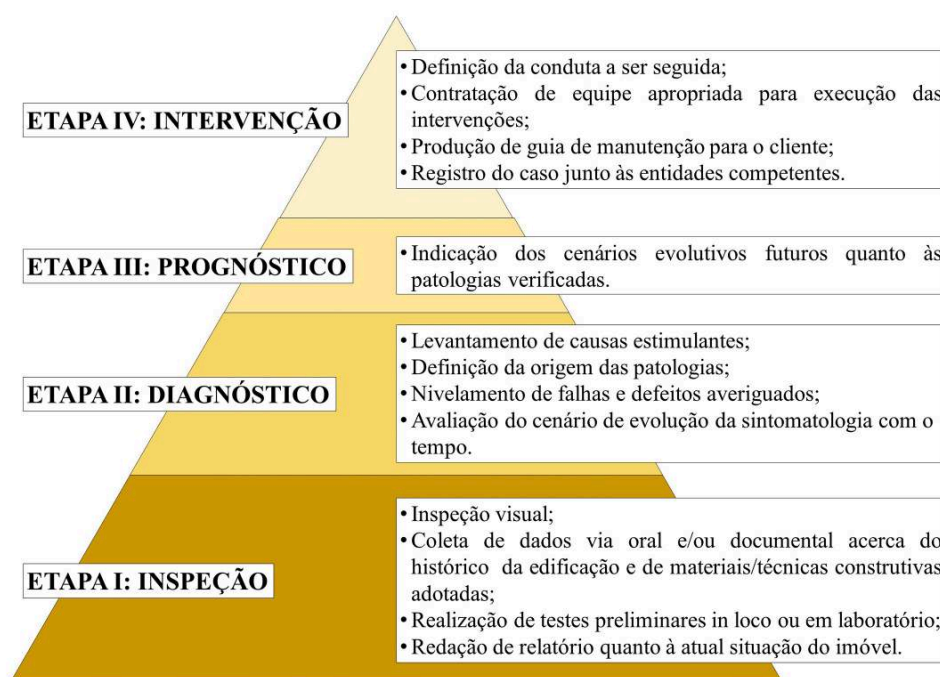 ETAPA IV: INTERVENÇÃO
• Definição da conduta a ser seguida;
• Contratação de equipe apropriada para execução das
intervenções;
• Produção de guia de manutenção para o cliente;
• Registro do caso junto às entidades competentes.
ETAPA III: PROGNÓSTICO
• Indicação dos cenários evolutivos futuros quanto às
patologias verificadas.
ETAPA II: DIAGNÓSTICO
• Levantamento de causas estimulantes;
• Definição da origem das patologias;
• Nivelamento de falhas e defeitos averiguados;
• Avaliação do cenário de evolução da sintomatologia com o
tempo.
ETAPA I: INSPEÇÃO
• Inspeção visual;
• Coleta de dados via oral e/ou documental acerca do
histórico da edificação e de materiais/técnicas construtivas
adotadas;
• Realização de testes preliminares in loco ou em laboratório;
• Redação de relatório quanto à atual situação do imóvel.